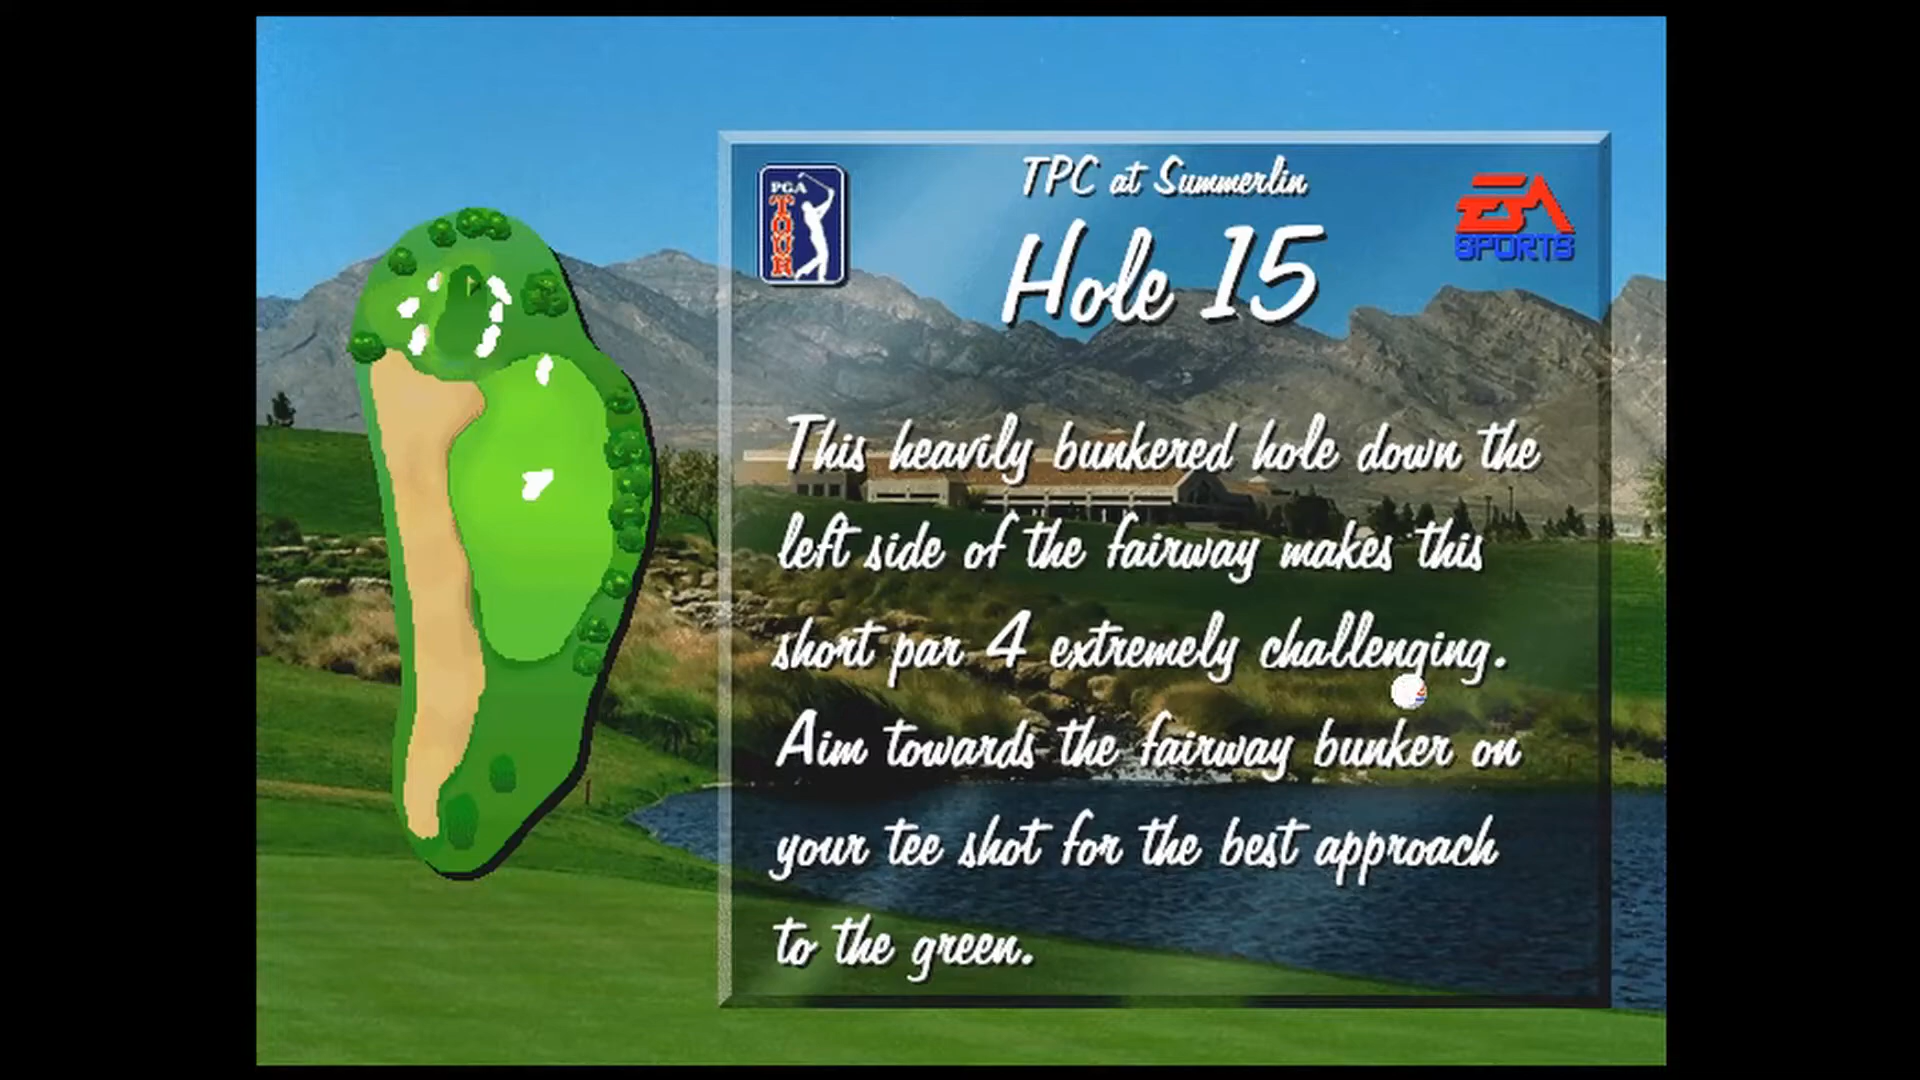 PGA
TOUR
TPC at Summerlin
EA
SPORTS
Hole 15
This heavily bunkered hole down the
left side of the fairway makes this
short par 4 extremely challenging.
Aim towards the fairway bunker on
your tee shot for the best approach
to the green.